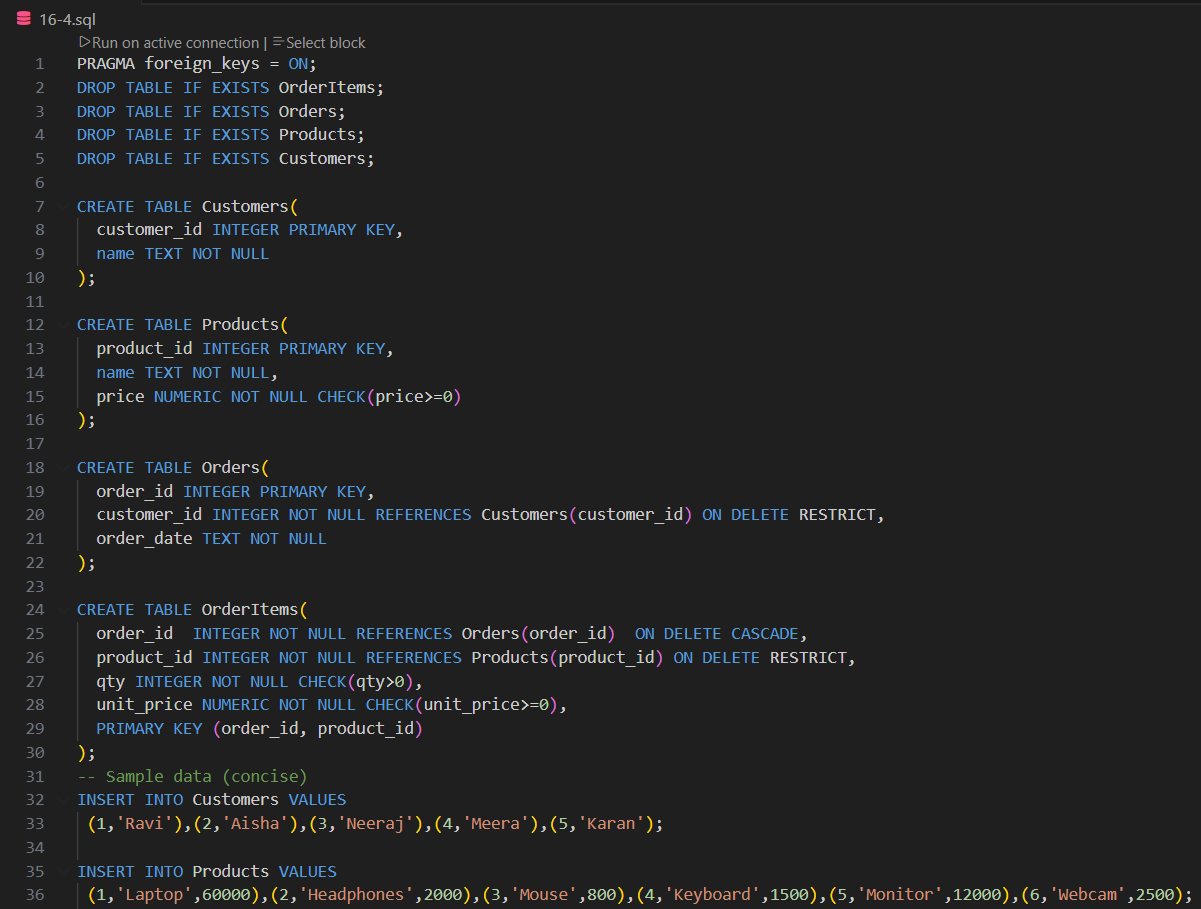 16-4.sql
Run on active connection | Select block
1 PRAGMA foreign_keys = ON;
2 DROP TABLE IF EXISTS OrderItems;
3 DROP TABLE IF EXISTS Orders;
4 DROP TABLE IF EXISTS Products;
5 DROP TABLE IF EXISTS Customers;
6
7 CREATE TABLE Customers(
8   customer_id INTEGER PRIMARY KEY,
9   name TEXT NOT NULL
10 );
11
12 CREATE TABLE Products(
13   product_id INTEGER PRIMARY KEY,
14   name TEXT NOT NULL,
15   price NUMERIC NOT NULL CHECK(price>=0)
16 );
17
18 CREATE TABLE Orders(
19   order_id INTEGER PRIMARY KEY,
20   customer_id INTEGER NOT NULL REFERENCES Customers(customer_id) ON DELETE RESTRICT,
21   order_date TEXT NOT NULL
22 );
23
24 CREATE TABLE OrderItems(
25   order_id  INTEGER NOT NULL REFERENCES Orders(order_id)  ON DELETE CASCADE,
26   product_id INTEGER NOT NULL REFERENCES Products(product_id) ON DELETE RESTRICT,
27   qty INTEGER NOT NULL CHECK(qty>0),
28   unit_price NUMERIC NOT NULL CHECK(unit_price>=0),
29   PRIMARY KEY (order_id, product_id)
30 );
31 -- Sample data (concise)
32 INSERT INTO Customers VALUES
33  (1,'Ravi'),(2,'Aisha'),(3,'Neeraj'),(4,'Meera'),(5,'Karan');
34
35 INSERT INTO Products VALUES
36  (1,'Laptop',60000),(2,'Headphones',2000),(3,'Mouse',800),(4,'Keyboard',1500),(5,'Monitor',12000),(6,'Webcam',2500);